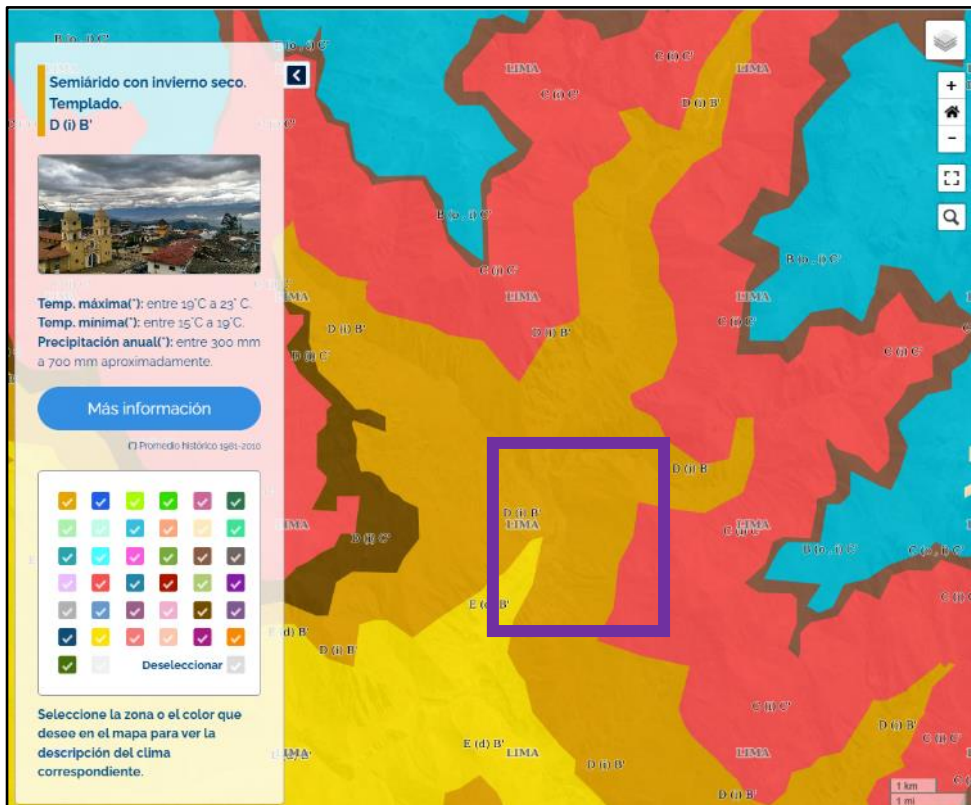 Semiárido con invierno seco.
Templado.
D (i) B'
Temp. máxima(*): entre 19°C a 23° C.
Temp. mínima(*): entre 15°C a 19°C.
Precipitación anual(*): entre 300 mm
a 700 mm aproximadamente.
Más información
(*) Promedio histórico 1981-2010
Deseleccionar
Seleccione la zona o el color que
desee en el mapa para ver la
descripción del clima
correspondiente.
B (o , i) C'
LIMA
C (i) C'
LIMA
C (i) C'
D (i) B'
B (o , i) C'
B (o , i) C'
C (i) C'
LIMA
LIMA
D (i) B'
D (i) B'
C (i) C'
C (i) C'
D (i) C'
D (i) B'
D (i) B'
LIMA
LIMA
C (i) C'
D (i) C'
B (o , i) C'
C (i) C'
E (d) B'
E (d) B'
D (i) B'
C (i) C'
D (i) B'
C (i) C'
E (d) B'
LIMA
LIMA
LIMA
D (i) B'
+
-
1 km
1 mi